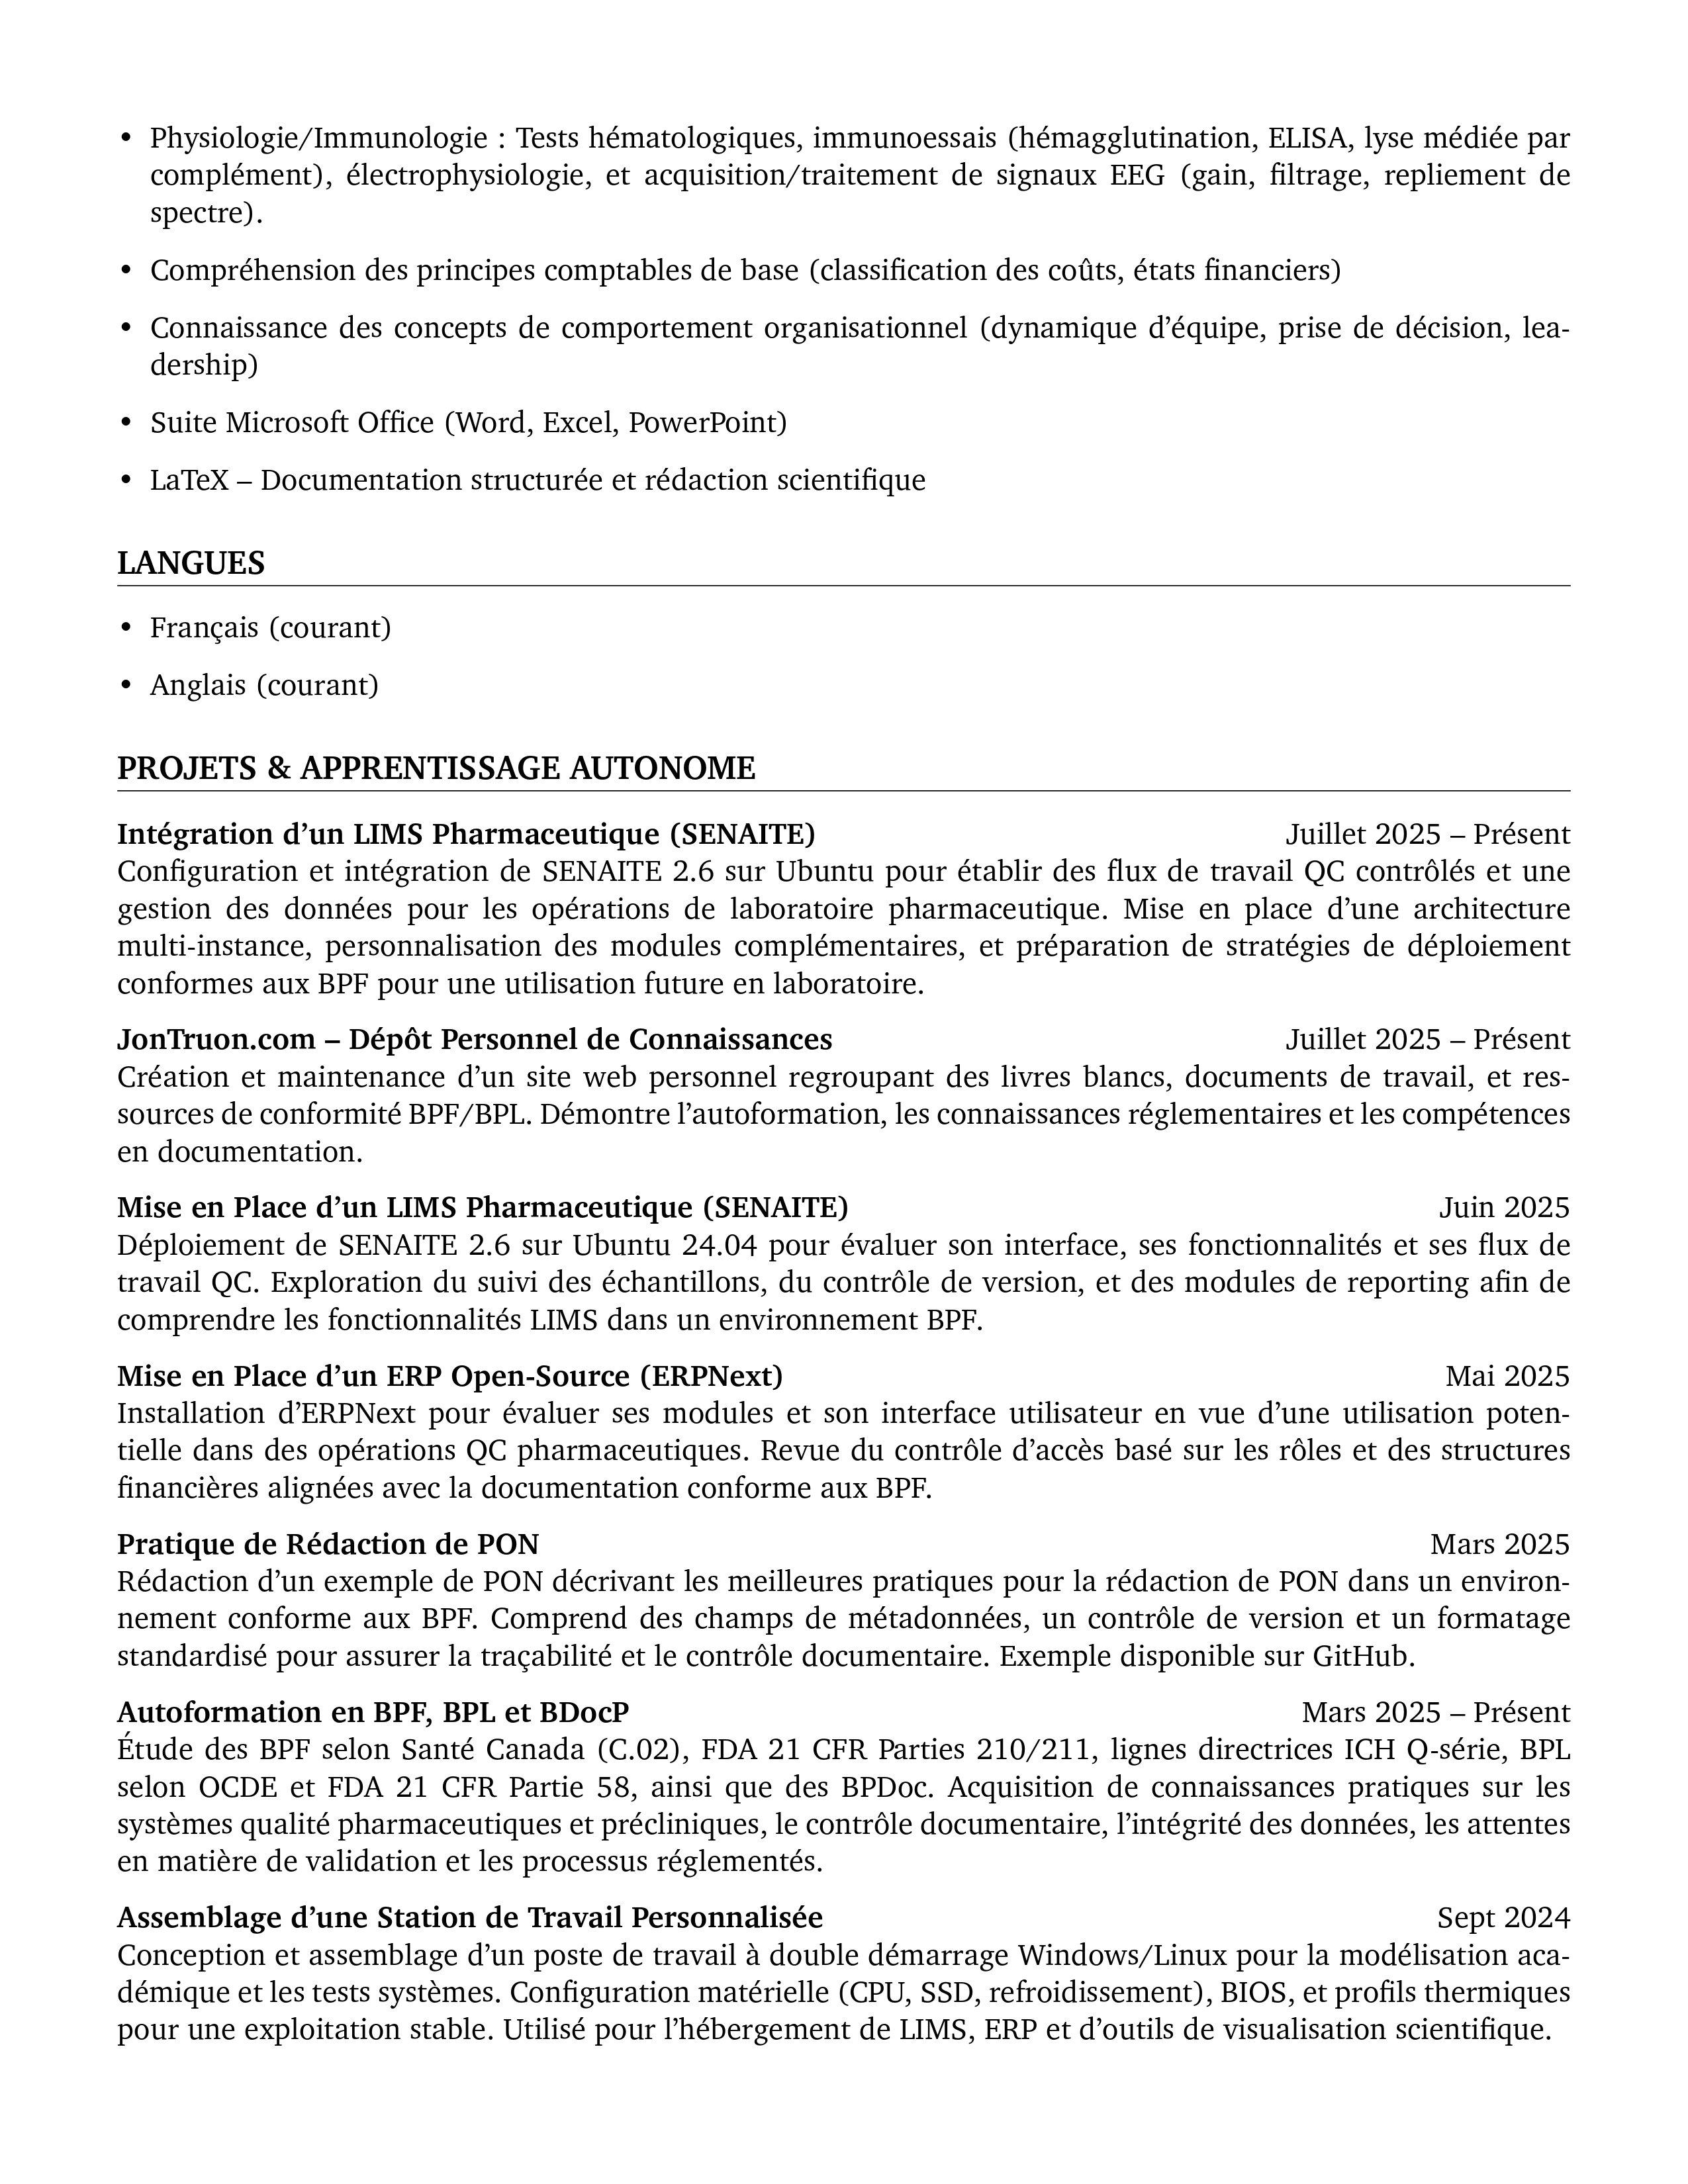 • Physiologie/Immunologie : Tests hématologiques, immunoessais (hémagglutination, ELISA, lyse médiée par
complément), électrophysiologie, et acquisition/traitement de signaux EEG (gain, filtrage, repliement de
spectre).
• Compréhension des principes comptables de base (classification des coûts, états financiers)
• Connaissance des concepts de comportement organisationnel (dynamique d’équipe, prise de décision, lea-
dership)
• Suite Microsoft Office (Word, Excel, PowerPoint)
• LaTeX – Documentation structurée et rédaction scientifique
LANGUES
• Français (courant)
• Anglais (courant)
PROJETS & APPRENTISSAGE AUTONOME
Intégration d’un LIMS Pharmaceutique (SENAITE) Juillet 2025 – Présent
Configuration et intégration de SENAITE 2.6 sur Ubuntu pour établir des flux de travail QC contrôlés et une
gestion des données pour les opérations de laboratoire pharmaceutique. Mise en place d’une architecture
multi-instance, personnalisation des modules complémentaires, et préparation de stratégies de déploiement
conformes aux BPF pour une utilisation future en laboratoire.
JonTruon.com – Dépôt Personnel de Connaissances Juillet 2025 – Présent
Création et maintenance d’un site web personnel regroupant des livres blancs, documents de travail, et res-
sources de conformité BPF/BPL. Démontre l’autoformation, les connaissances réglementaires et les compétences
en documentation.
Mise en Place d’un LIMS Pharmaceutique (SENAITE) Juin 2025
Déploiement de SENAITE 2.6 sur Ubuntu 24.04 pour évaluer son interface, ses fonctionnalités et ses flux de
travail QC. Exploration du suivi des échantillons, du contrôle de version, et des modules de reporting afin de
comprendre les fonctionnalités LIMS dans un environnement BPF.
Mise en Place d’un ERP Open-Source (ERPNext) Mai 2025
Installation d’ERPNext pour évaluer ses modules et son interface utilisateur en vue d’une utilisation poten-
tielle dans des opérations QC pharmaceutiques. Revue du contrôle d’accès basé sur les rôles et des structures
financières alignées avec la documentation conforme aux BPF.
Pratique de Rédaction de PON Mars 2025
Rédaction d’un exemple de PON décrivant les meilleures pratiques pour la rédaction de PON dans un environ-
nement conforme aux BPF. Comprend des champs de métadonnées, un contrôle de version et un formatage
standardisé pour assurer la traçabilité et le contrôle documentaire. Exemple disponible sur GitHub.
Autoformation en BPF, BPL et BDocP Mars 2025 – Présent
Étude des BPF selon Santé Canada (C.02), FDA 21 CFR Parties 210/211, lignes directrices ICH Q-série, BPL
selon OCDE et FDA 21 CFR Partie 58, ainsi que des BPDoc. Acquisition de connaissances pratiques sur les
systèmes qualité pharmaceutiques et précliniques, le contrôle documentaire, l’intégrité des données, les attentes
en matière de validation et les processus réglementés.
Assemblage d’une Station de Travail Personnalisée Sept 2024
Conception et assemblage d’un poste de travail à double démarrage Windows/Linux pour la modélisation aca-
démique et les tests systèmes. Configuration matérielle (CPU, SSD, refroidissement), BIOS, et profils thermiques
pour une exploitation stable. Utilisé pour l’hébergement de LIMS, ERP et d’outils de visualisation scientifique.